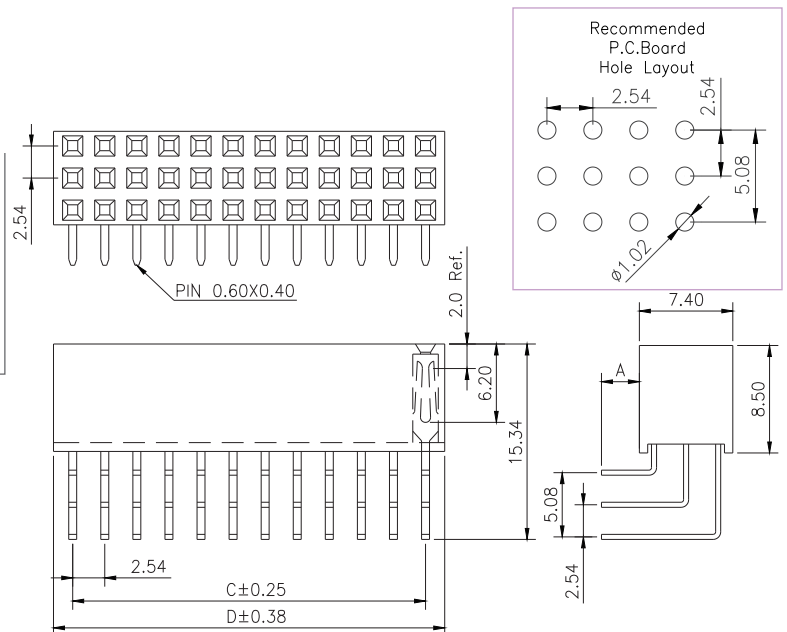 Recommended
P.C.Board
Hole Layout
2.54
2.54
5.08
ø1.02
2.54
PIN 0.60X0.40
2.0 Ref.
6.20
15.34
7.40
A
8.50
5.08
2.54
2.54
C±0.25
D±0.38